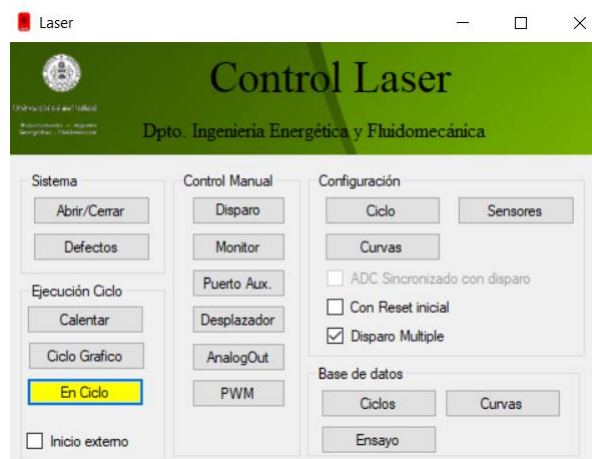 Laser
Control Laser
Dpto. Ingeniería Energética y Fluidomecánica
Sistema
Abrir/Cerrar
Defectos
Ejecución Ciclo
Calentar
Ciclo Grafico
En Ciclo
Inicio externo
Control Manual
Disparo
Monitor
Puerto Aux.
Desplazador
AnalogOut
PWM
Configuración
Ciclo
Sensores
Curvas
ADC Sincronizado con disparo
Con Reset inicial
Disparo Multiple
Base de datos
Ciclos
Curvas
Ensayo